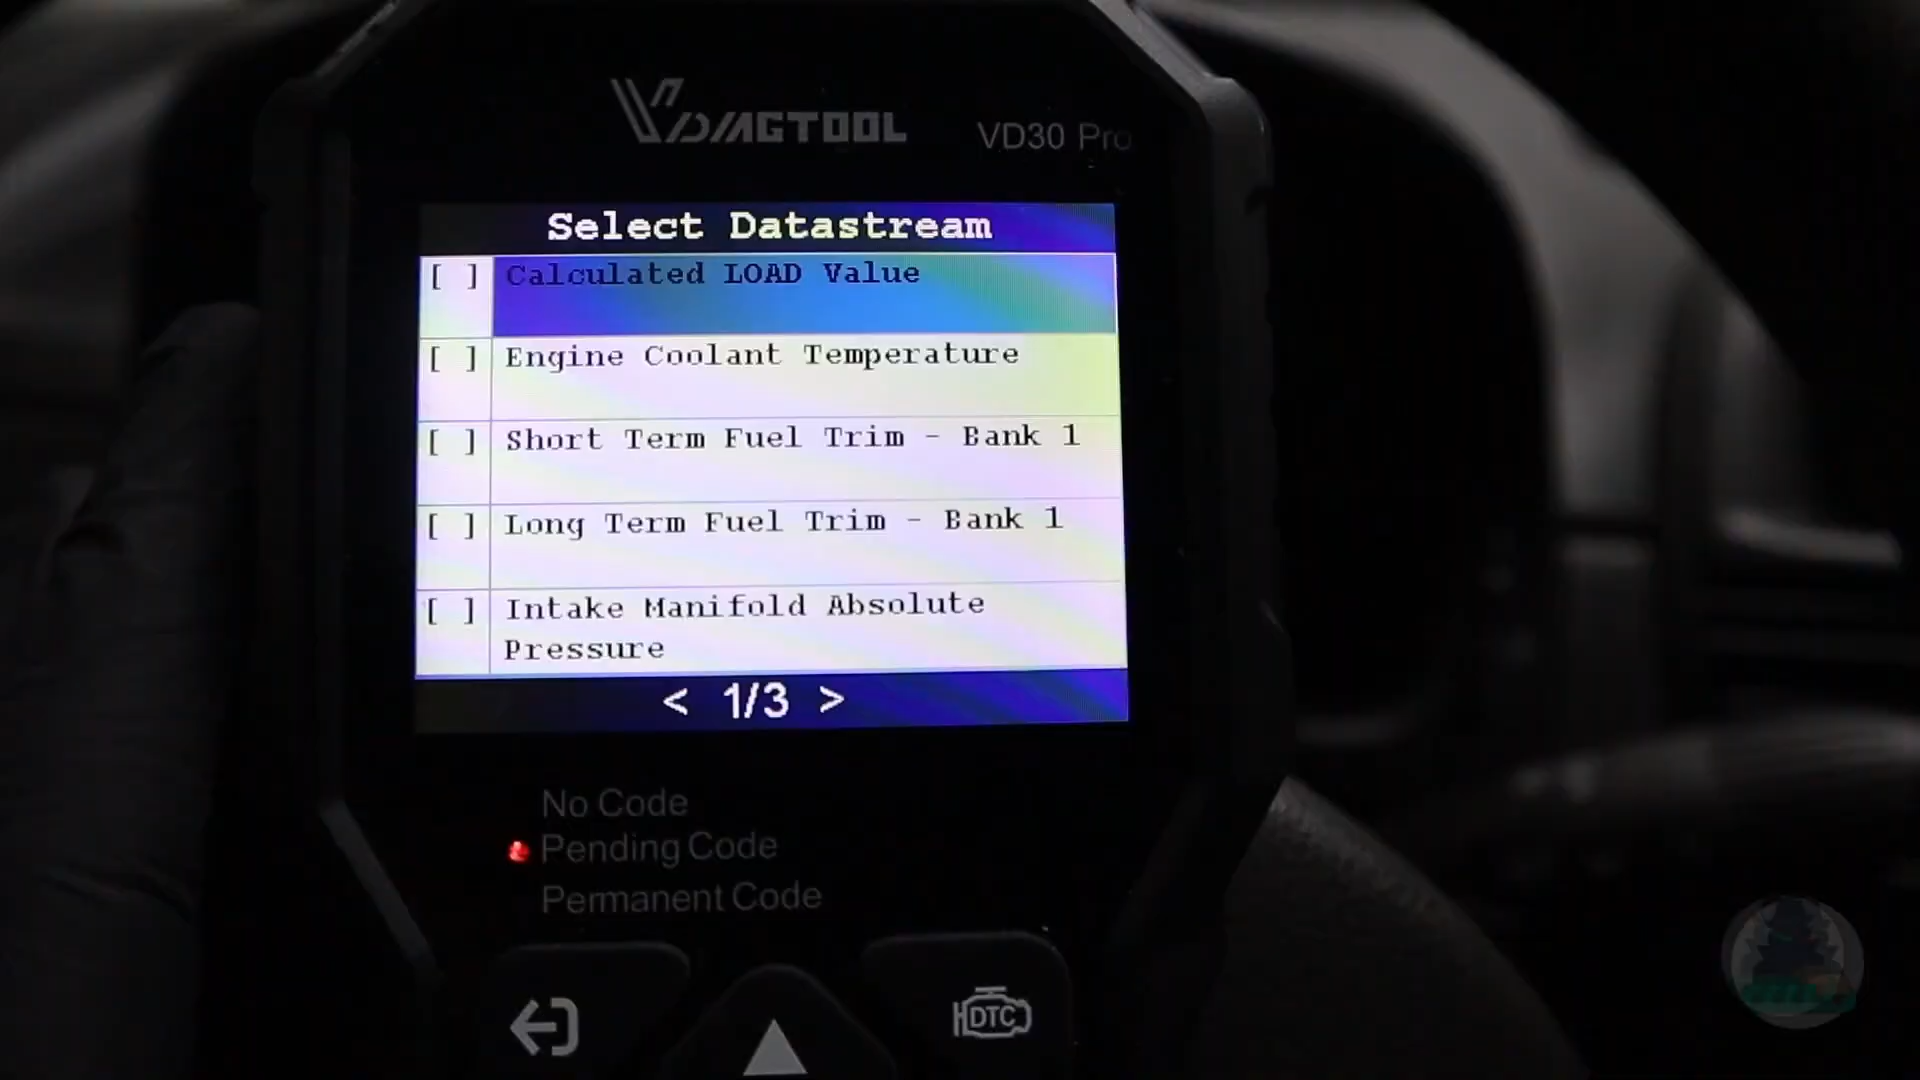 VDIAGTOOL
VD30 Pro
Select Datastream
[ ] Calculated LOAD Value
[ ] Engine Coolant Temperature
[ ] Short Term Fuel Trim - Bank 1
[ ] Long Term Fuel Trim - Bank 1
[ ] Intake Manifold Absolute
Pressure
< 1/3 >
No Code
Pending Code
Permanent Code
DTC